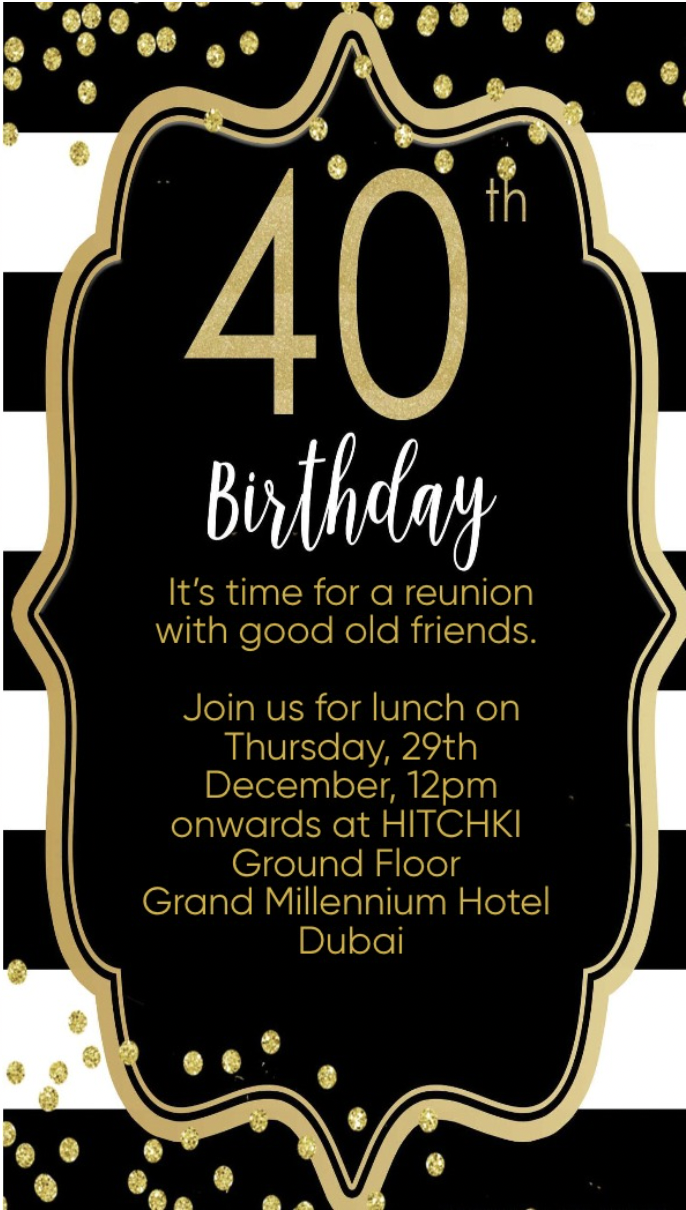 40th
Birthday
It's time for a reunion
with good old friends.
Join us for lunch on
Thursday, 29th
December, 12pm
onwards at HITCHKI
Ground Floor
Grand Millennium Hotel
Dubai